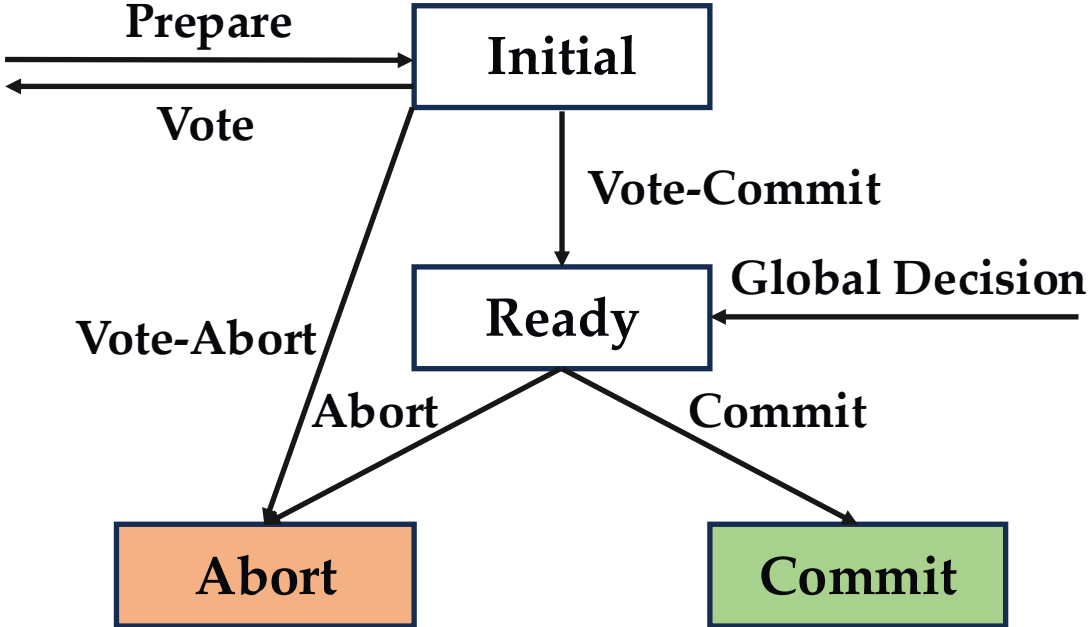 Prepare
Initial
Vote
Vote-Commit
Global Decision
Ready
Vote-Abort
Abort
Commit
Abort
Commit